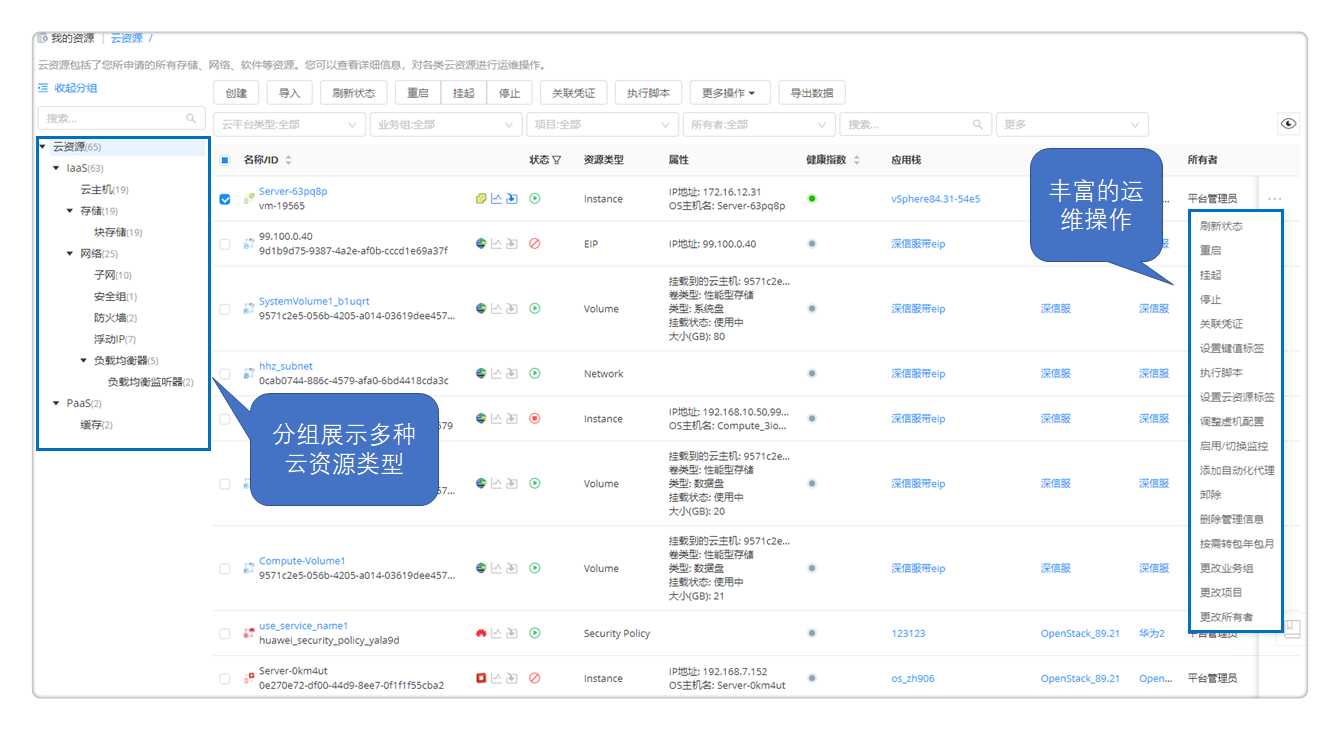 我的资源 | 云资源 /
云资源包括了您所申请的所有存储、网络、软件等资源。您可以查看详细信息，对各类云资源进行运维操作。
收起分组
创建 导入 刷新状态 重启 挂起 停止 关联凭证 执行脚本 更多操作 导出数据
搜索...
云平台类型:全部 业务组:全部 项目:全部 所有者:全部 搜索... 更多
云资源(65)
IaaS(63)
云主机(19)
存储(19)
块存储(19)
网络(25)
子网(10)
安全组(1)
防火墙(2)
浮动IP(7)
负载均衡器(5)
负载均衡监听器(2)
PaaS(2)
缓存(2)
分组展示多种
云资源类型
名称/ID 状态 资源类型 属性 健康指数 应用栈 所有者
Server-63pq8p
vm-19565
Instance
IP地址: 172.16.12.31
OS主机名: Server-63pq8p
vSphere84.31-54e5
平台管理员 ...
99.100.0.40
9d1b9d75-9387-4a2e-af0b-cccd1e69a37f
EIP
IP地址: 99.100.0.40
深信服带eip
SystemVolume1_b1uqrt
9571c2e5-056b-4205-a014-03619dee457...
Volume
挂载到的云主机: 9571c2e...
卷类型: 性能型存储
类型: 系统盘
挂载状态: 使用中
大小(GB): 80
深信服带eip 深信服 深信服
hhz_subnet
0cab0744-886c-4579-afa0-6bd4418cda3c
Network
深信服带eip 深信服 深信服
579
Instance
IP地址: 192.168.10.50,99...
OS主机名: Compute_3io...
深信服带eip 深信服 深信服
57...
Volume
挂载到的云主机: 9571c2e...
卷类型: 性能型存储
类型: 数据盘
挂载状态: 使用中
大小(GB): 20
深信服带eip 深信服 深信服
Compute-Volume1
9571c2e5-056b-4205-a014-03619dee457...
Volume
挂载到的云主机: 9571c2e...
卷类型: 性能型存储
类型: 数据盘
挂载状态: 使用中
大小(GB): 21
深信服带eip 深信服 深信服
use_service_name1
huawei_security_policy_yala9d
Security Policy
123123 OpenStack_89.21 华为2 平台管理员
Server-0km4ut
0e270e72-df00-44d9-8ee7-0f1f1f55cba2
Instance
IP地址: 192.168.7.152
OS主机名: Server-0km4ut
os_zh906 OpenStack_89.21 Open... 平台管理员
丰富的运
维操作
刷新状态
重启
挂起
停止
关联凭证
设置键值标签
执行脚本
设置云资源标签
调整虚机配置
启用/切换监控
添加自动化代理
卸除
删除管理信息
按需转包年包月
更改业务组
更改项目
更改所有者